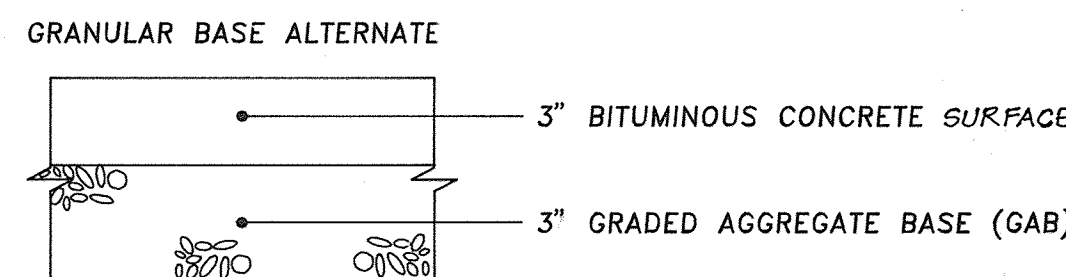 GRANULAR BASE ALTERNATE
3" BITUMINOUS CONCRETE SURFACE
3" GRADED AGGREGATE BASE (GAB)